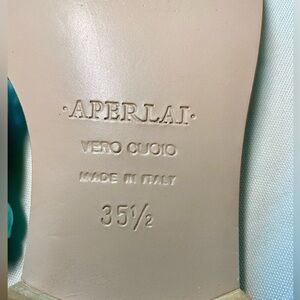 ·APERLAI·
VERO CUOIO
MADE IN ITALY
35½